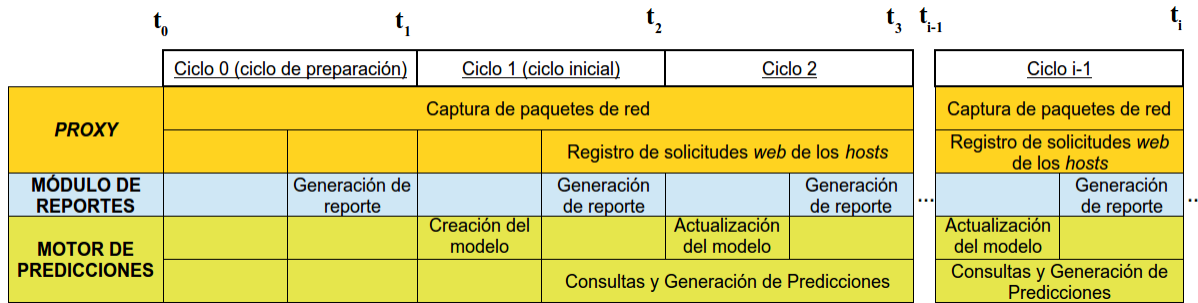 t0 t1 t2 t3 ti-1 ti
Ciclo 0 (ciclo de preparación) Ciclo 1 (ciclo inicial) Ciclo 2 Ciclo i-1
PROXY
Captura de paquetes de red Captura de paquetes de red
Registro de solicitudes web de los hosts
Registro de solicitudes web
de los hosts
MÓDULO DE
REPORTES
Generación de
reporte
Generación
de reporte
Generación
de reporte
...
Generación
de reporte
..
MOTOR DE
PREDICCIONES
Creación del
modelo
Actualización
del modelo
Actualización
del modelo
Consultas y Generación de Predicciones
Consultas y Generación de
Predicciones